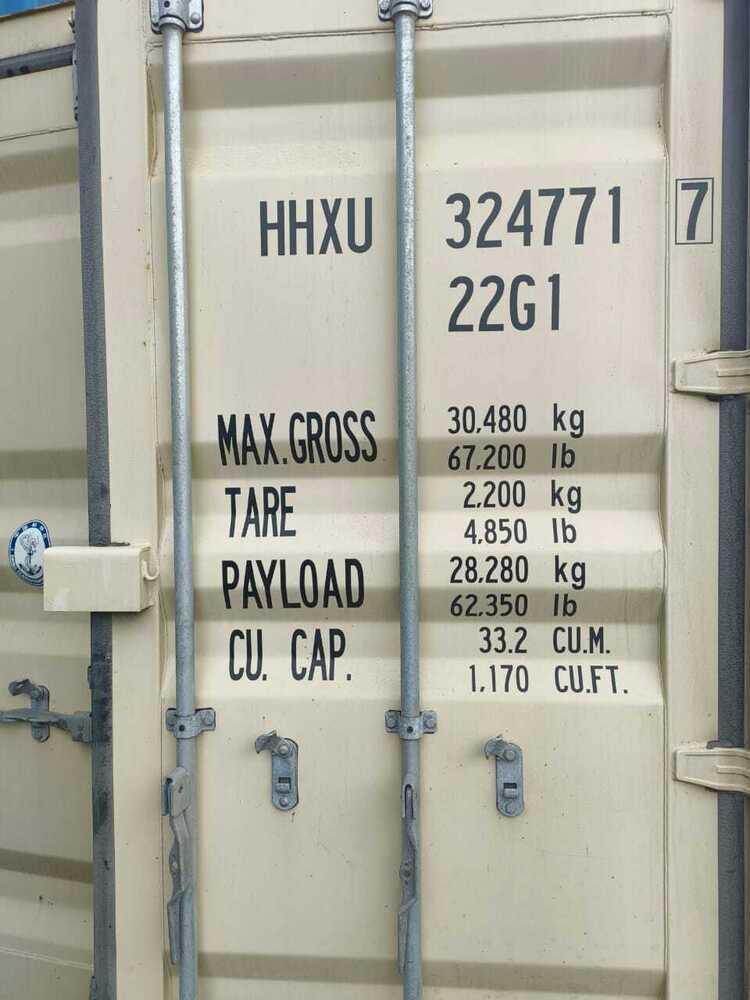 HHXU 324771 7
22G1
MAX.GROSS 30,480 kg
67,200 lb
TARE 2,200 kg
4,850 lb
PAYLOAD 28,280 kg
62,350 lb
CU. CAP. 33.2 CU.M.
1,170 CU.FT.